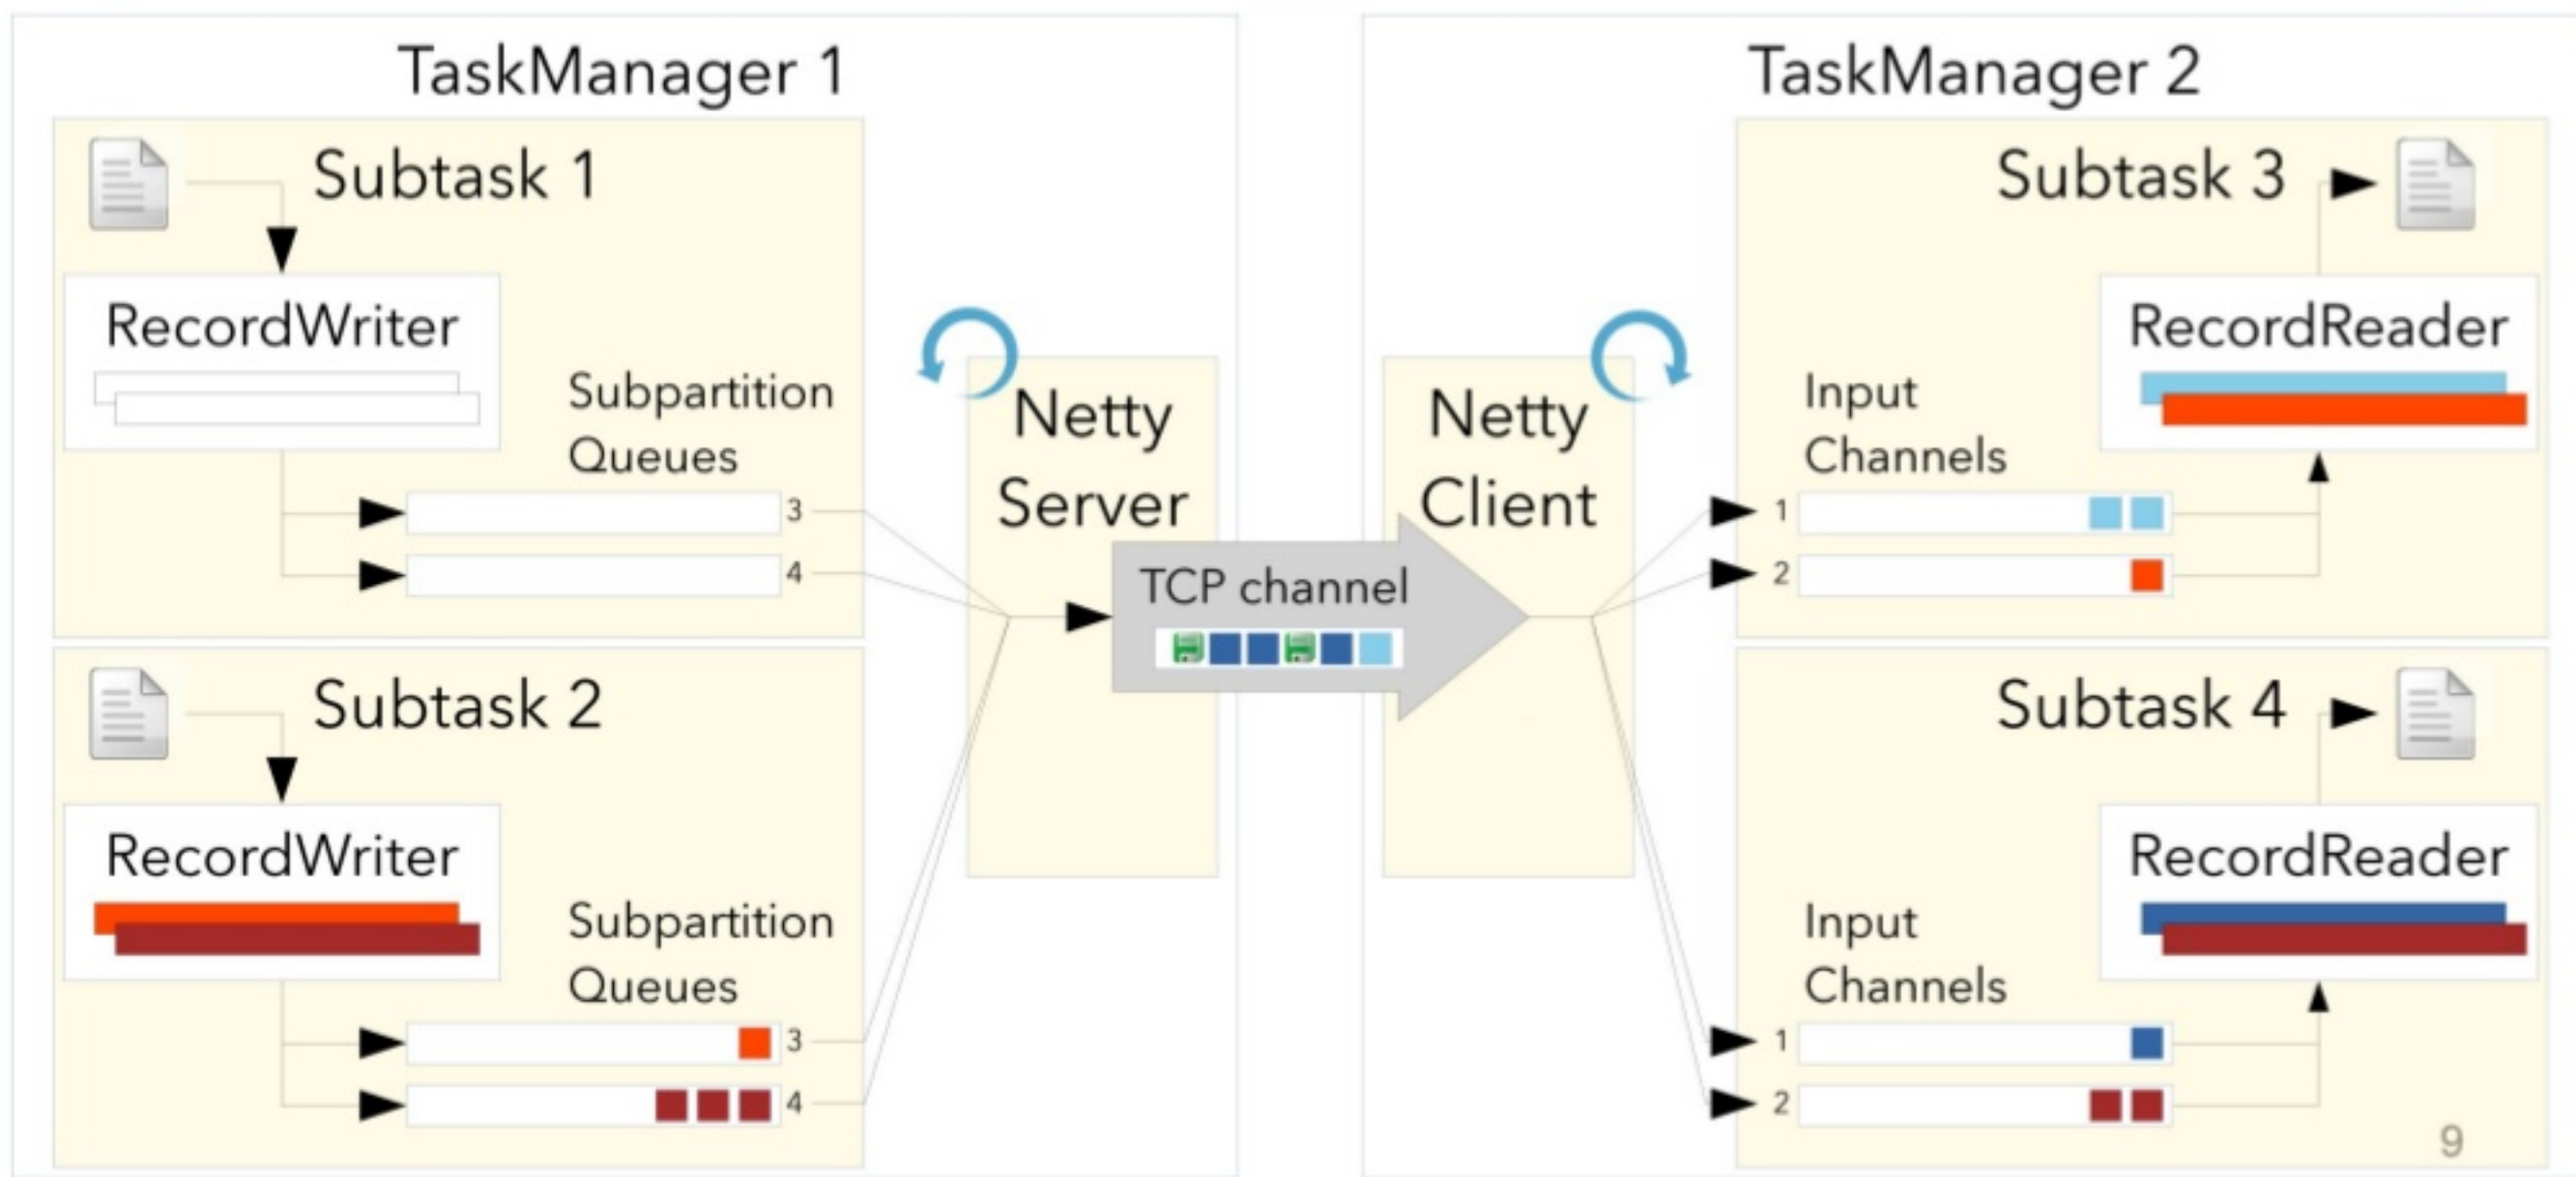 TaskManager 1
Subtask 1
RecordWriter
Subpartition
Queues
3
4
Subtask 2
RecordWriter
Subpartition
Queues
3
4
Netty
Server
TCP channel
Netty
Client
TaskManager 2
Subtask 3
RecordReader
Input
Channels
1
2
Subtask 4
RecordReader
Input
Channels
1
2
9